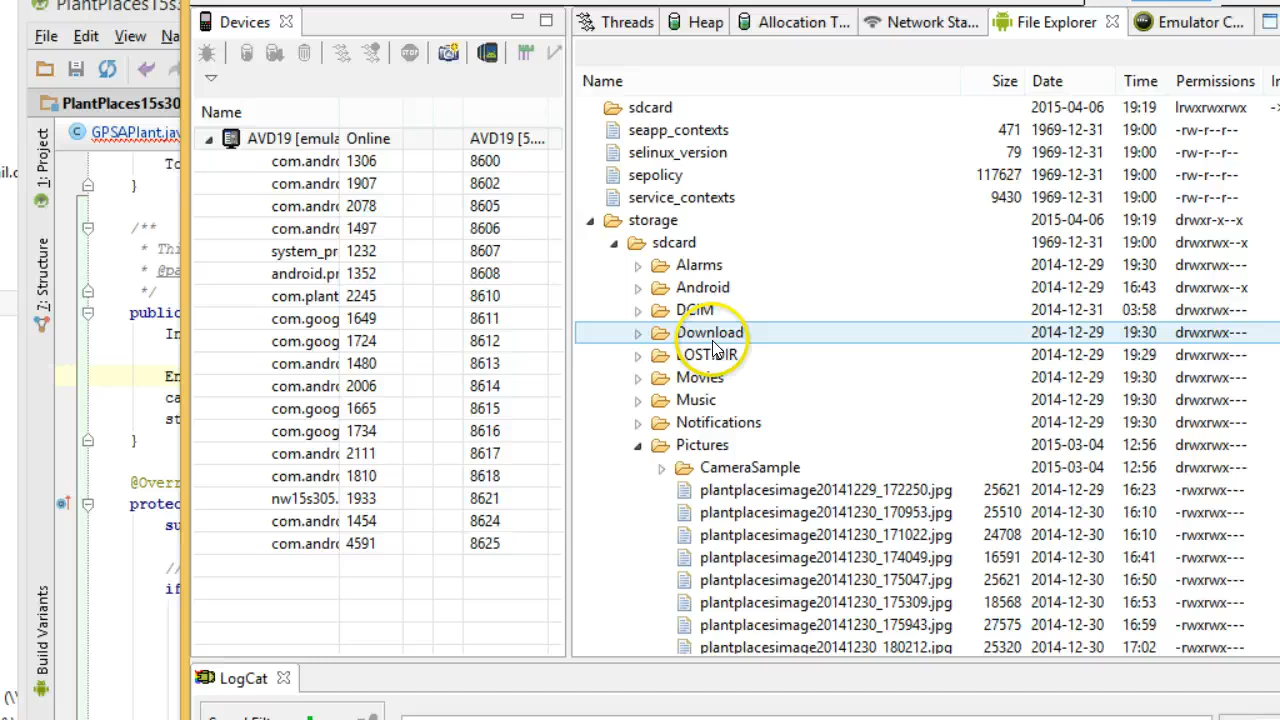 PlantPlaces15s30
File Edit View Na
PlantPlaces15s30
GPSAPlant.jav
1: Project
7: Structure
Build Variants
To
}
/**
* Thi
* @pa
*/
public
In
En
ca
st
}
@Overr
protec
su
//
if
Devices
Name
AVD19 [emula Online AVD19 [5....
com.andro 1306 8600
com.andro 1907 8602
com.andro 2078 8605
com.andro 1497 8606
system_pr 1232 8607
android.pr 1352 8608
com.plant 2245 8610
com.goog 1649 8611
com.goog 1724 8612
com.andro 1480 8613
com.andro 2006 8614
com.goog 1665 8615
com.goog 1734 8616
com.andro 2111 8617
com.andro 1810 8618
nw15s305. 1933 8621
com.andro 1454 8624
com.andro 4591 8625
Threads Heap Allocation T... Network Sta... File Explorer Emulator C...
Name Size Date Time Permissions In
sdcard 2015-04-06 19:19 lrwxrwxrwx ->
seapp_contexts 471 1969-12-31 19:00 -rw-r--r--
selinux_version 79 1969-12-31 19:00 -rw-r--r--
sepolicy 117627 1969-12-31 19:00 -rw-r--r--
service_contexts 9430 1969-12-31 19:00 -rw-r--r--
storage 2015-04-06 19:19 drwxr-x--x
sdcard 1969-12-31 19:00 drwxrwx--x
Alarms 2014-12-29 19:30 drwxrwx---
Android 2014-12-29 16:43 drwxrwx--x
DCIM 2014-12-31 03:58 drwxrwx---
Download 2014-12-29 19:30 drwxrwx---
LOST.DIR 2014-12-29 19:29 drwxrwx---
Movies 2014-12-29 19:30 drwxrwx---
Music 2014-12-29 19:30 drwxrwx---
Notifications 2014-12-29 19:30 drwxrwx---
Pictures 2015-03-04 12:56 drwxrwx---
CameraSample 2015-03-04 12:56 drwxrwx---
plantplacesimage20141229_172250.jpg 25621 2014-12-29 16:23 -rwxrwx---
plantplacesimage20141230_170953.jpg 25510 2014-12-30 16:10 -rwxrwx---
plantplacesimage20141230_171022.jpg 24708 2014-12-30 16:10 -rwxrwx---
plantplacesimage20141230_174049.jpg 16591 2014-12-30 16:41 -rwxrwx---
plantplacesimage20141230_175047.jpg 25621 2014-12-30 16:50 -rwxrwx---
plantplacesimage20141230_175309.jpg 18568 2014-12-30 16:53 -rwxrwx---
plantplacesimage20141230_175943.jpg 27575 2014-12-30 16:59 -rwxrwx---
plantplacesimage20141230_180212.jpg 25320 2014-12-30 17:02 -rwxrwx---
LogCat